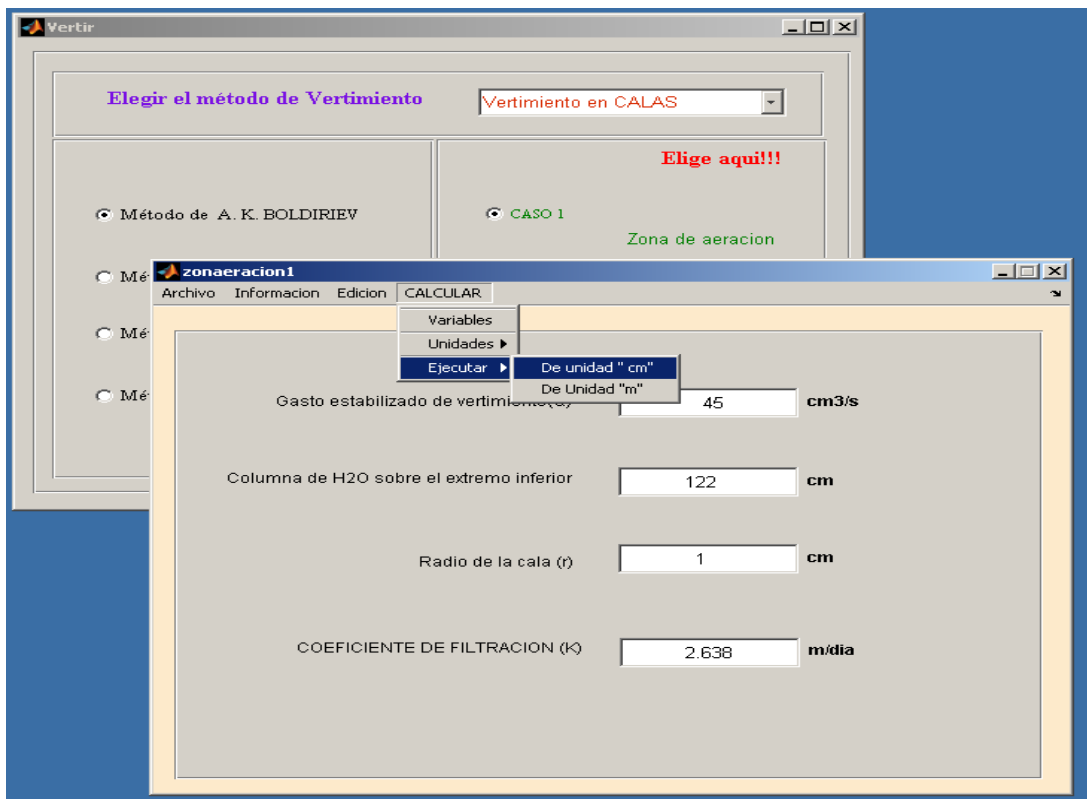 Vertir
Elegir el método de Vertimiento
Vertimiento en CALAS
Elige aqui!!!
Método de A. K. BOLDIRIEV
CASO 1
Zona de aeracion
Mé
Mé
Mé
zonaeracion1
Archivo Informacion Edicion CALCULAR
Variables
Unidades
Ejecutar
De unidad " cm"
De Unidad "m"
Gasto estabilizado de
45 cm3/s
Columna de H2O sobre el extremo inferior 122 cm
Radio de la cala (r) 1 cm
COEFICIENTE DE FILTRACION (K) 2.638 m/dia